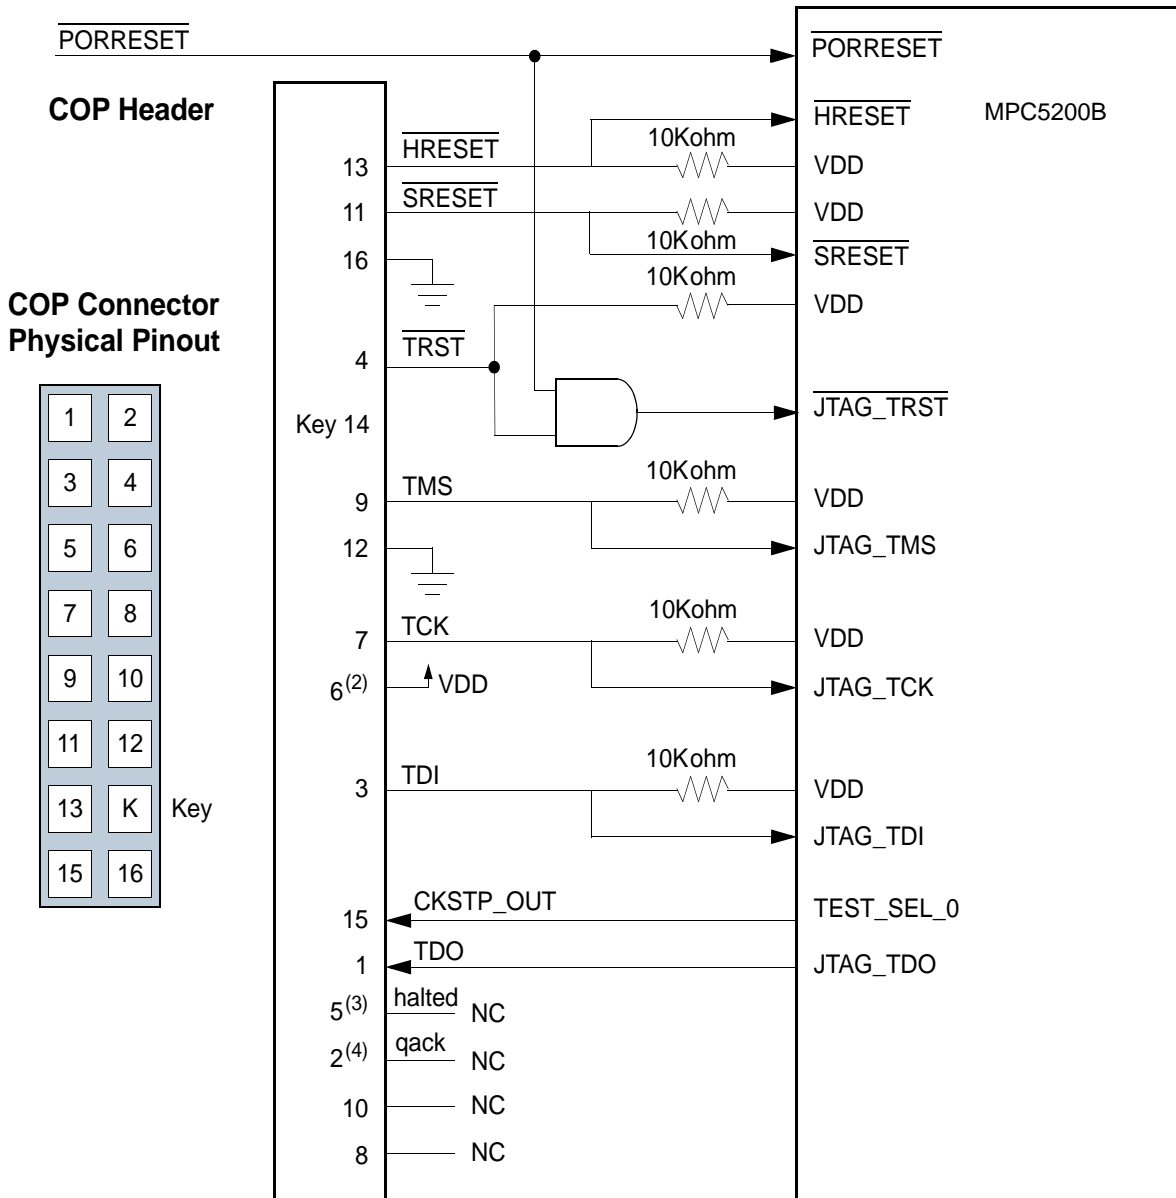 PORRESET
PORRESET
COP Header
HRESET
MPC5200B
10Kohm
13
HRESET
VDD
11
SRESET
VDD
10Kohm
SRESET
16
10Kohm
VDD
COP Connector
Physical Pinout
4
TRST
JTAG_TRST
Key 14
1 2
3 4
5 6
7 8
9 10
11 12
13 K Key
15 16
10Kohm
9
TMS
VDD
12
JTAG_TMS
10Kohm
7
TCK
VDD
6(2)
VDD
JTAG_TCK
10Kohm
3
TDI
VDD
JTAG_TDI
15
CKSTP_OUT
TEST_SEL_0
1
TDO
JTAG_TDO
5(3)
halted
NC
2(4)
qack
NC
10
NC
8
NC